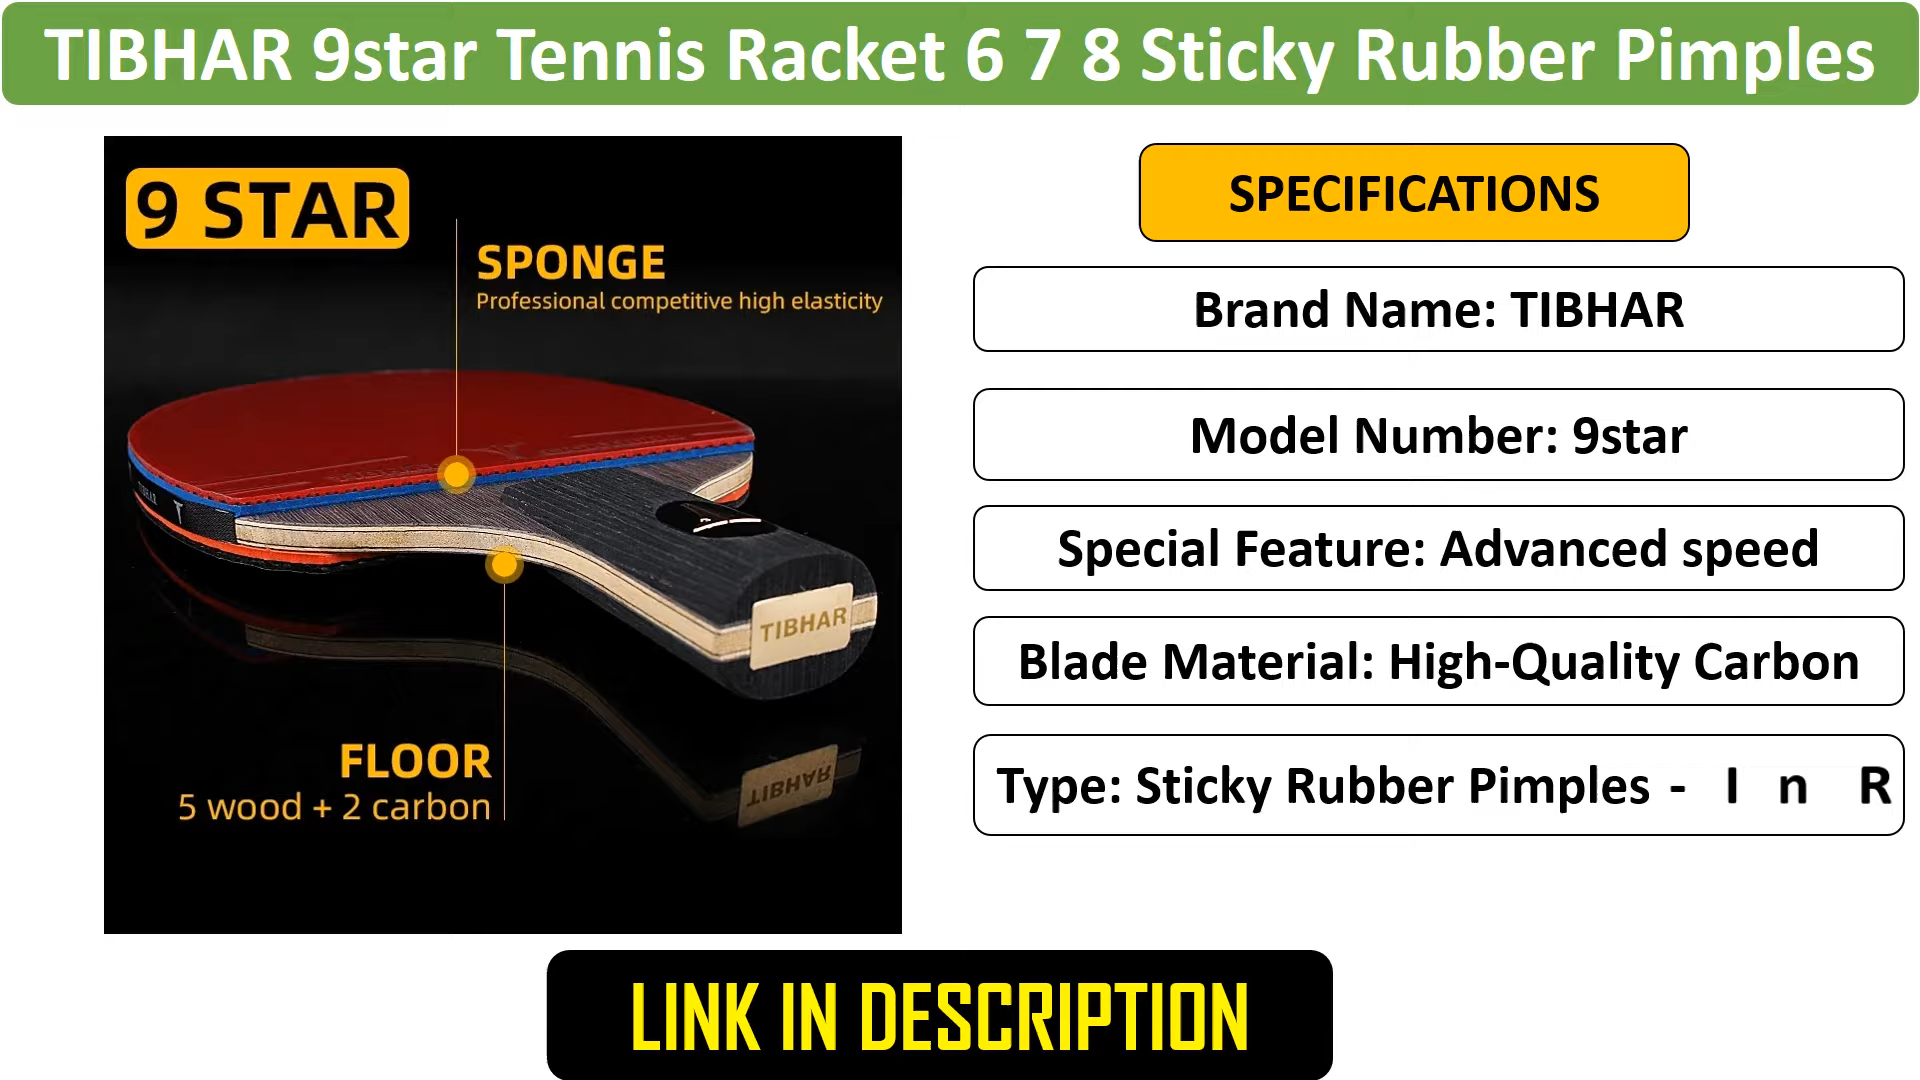 TIBHAR 9star Tennis Racket 6 7 8 Sticky Rubber Pimples
9 STAR
SPONGE
Professional competitive high elasticity
TIBHAR
TIBHAR
FLOOR
5 wood + 2 carbon
TIBHAR
SPECIFICATIONS
Brand Name: TIBHAR
Model Number: 9star
Special Feature: Advanced speed
Blade Material: High-Quality Carbon
Type: Sticky Rubber Pimples - I n R
LINK IN DESCRIPTION